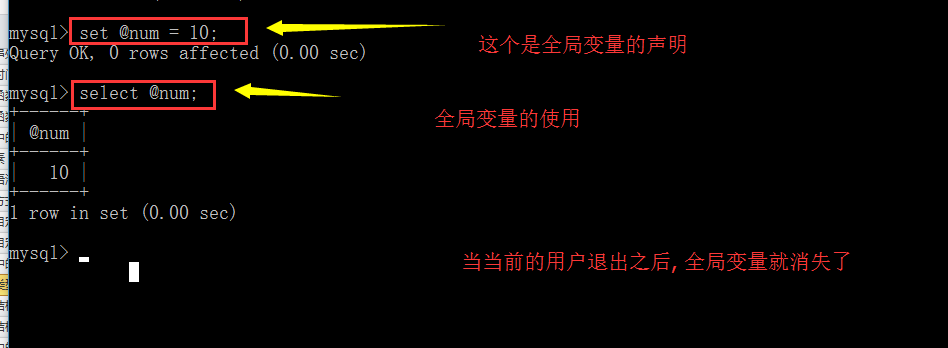 mysql> set @num = 10;
这个是全局变量的声明
Query OK, 0 rows affected (0.00 sec)
mysql> select @num;
全局变量的使用
+------+
| @num |
+------+
|   10 |
+------+
1 row in set (0.00 sec)
mysql>
当当前的用户退出之后,全局变量就消失了